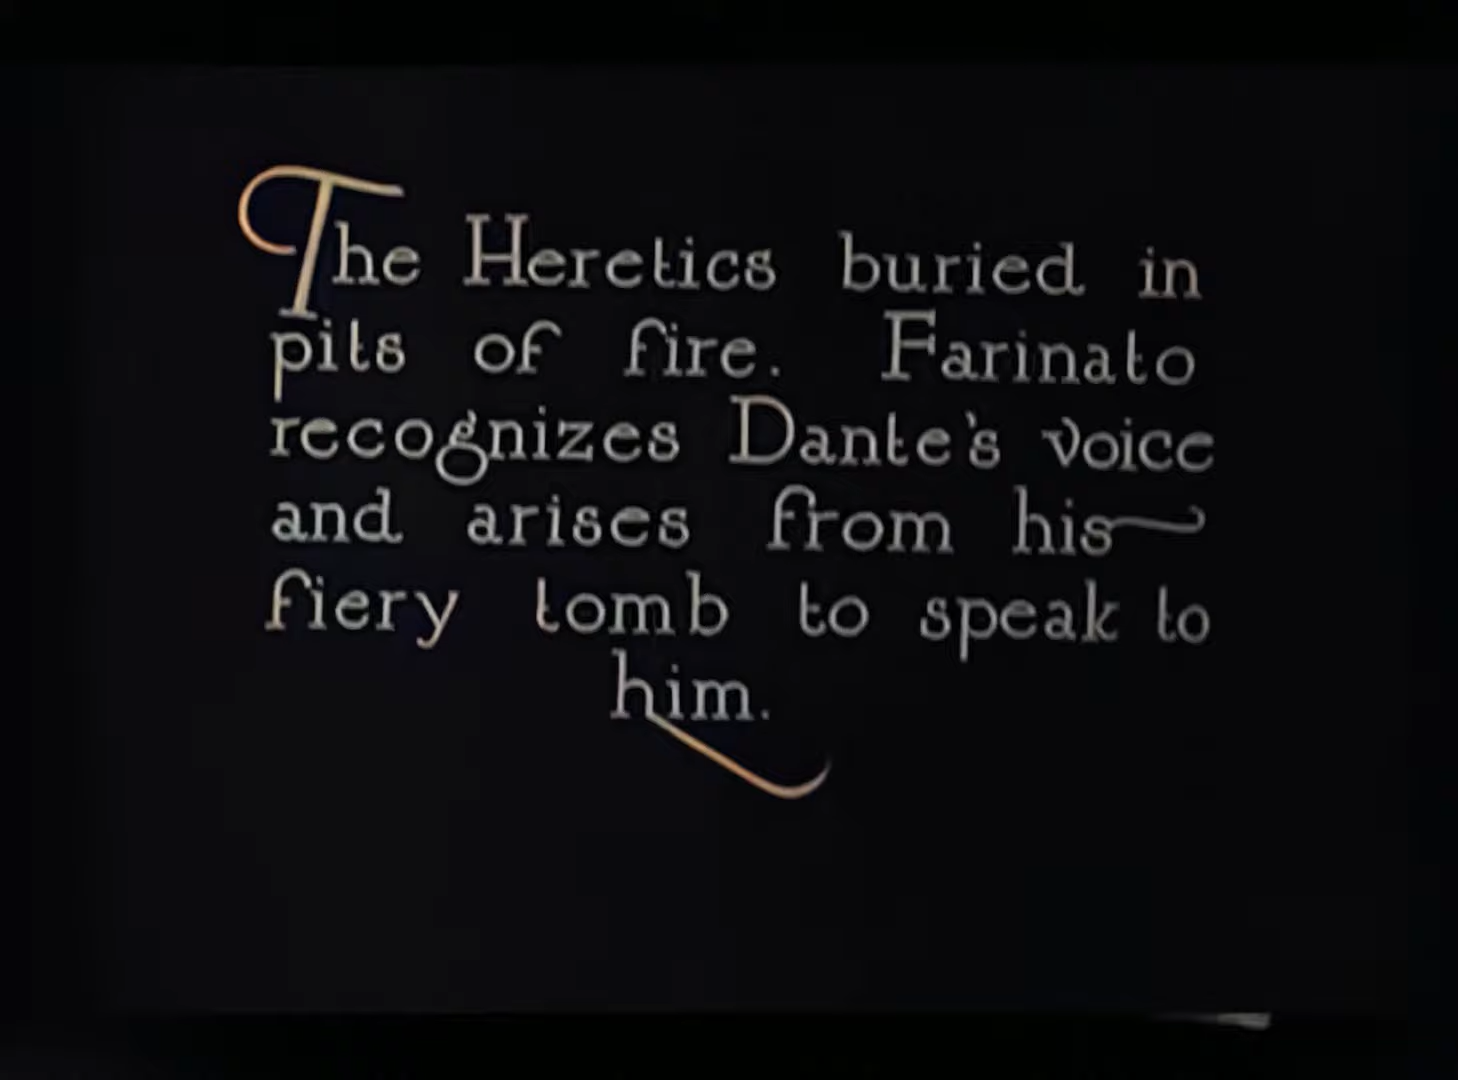 The Heretics buried in
pits of fire. Farinato
recognizes Dante's voice
and arises from his
fiery tomb to speak to
him.